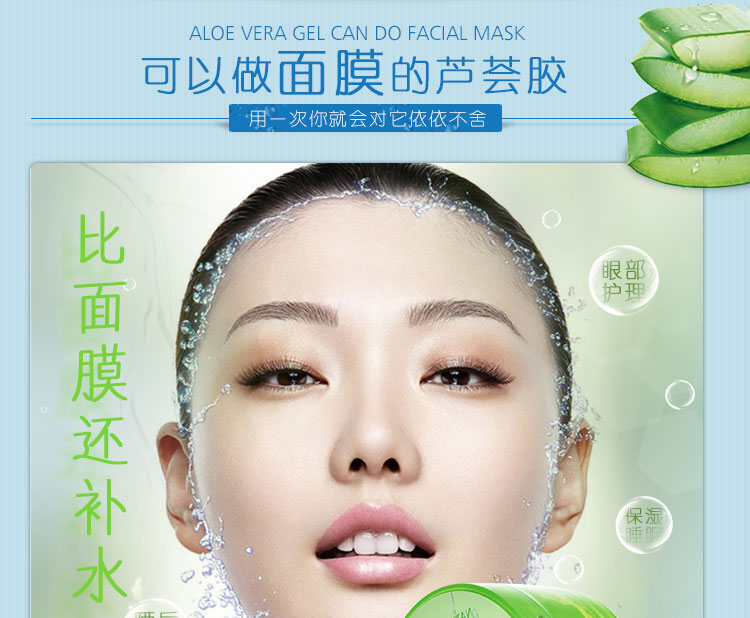 ALOE VERA GEL CAN DO FACIAL MASK
可以做面膜的芦荟胶
用一次你就会对它依依不舍
比面膜还补水
眼部
护理
保湿
睡眠